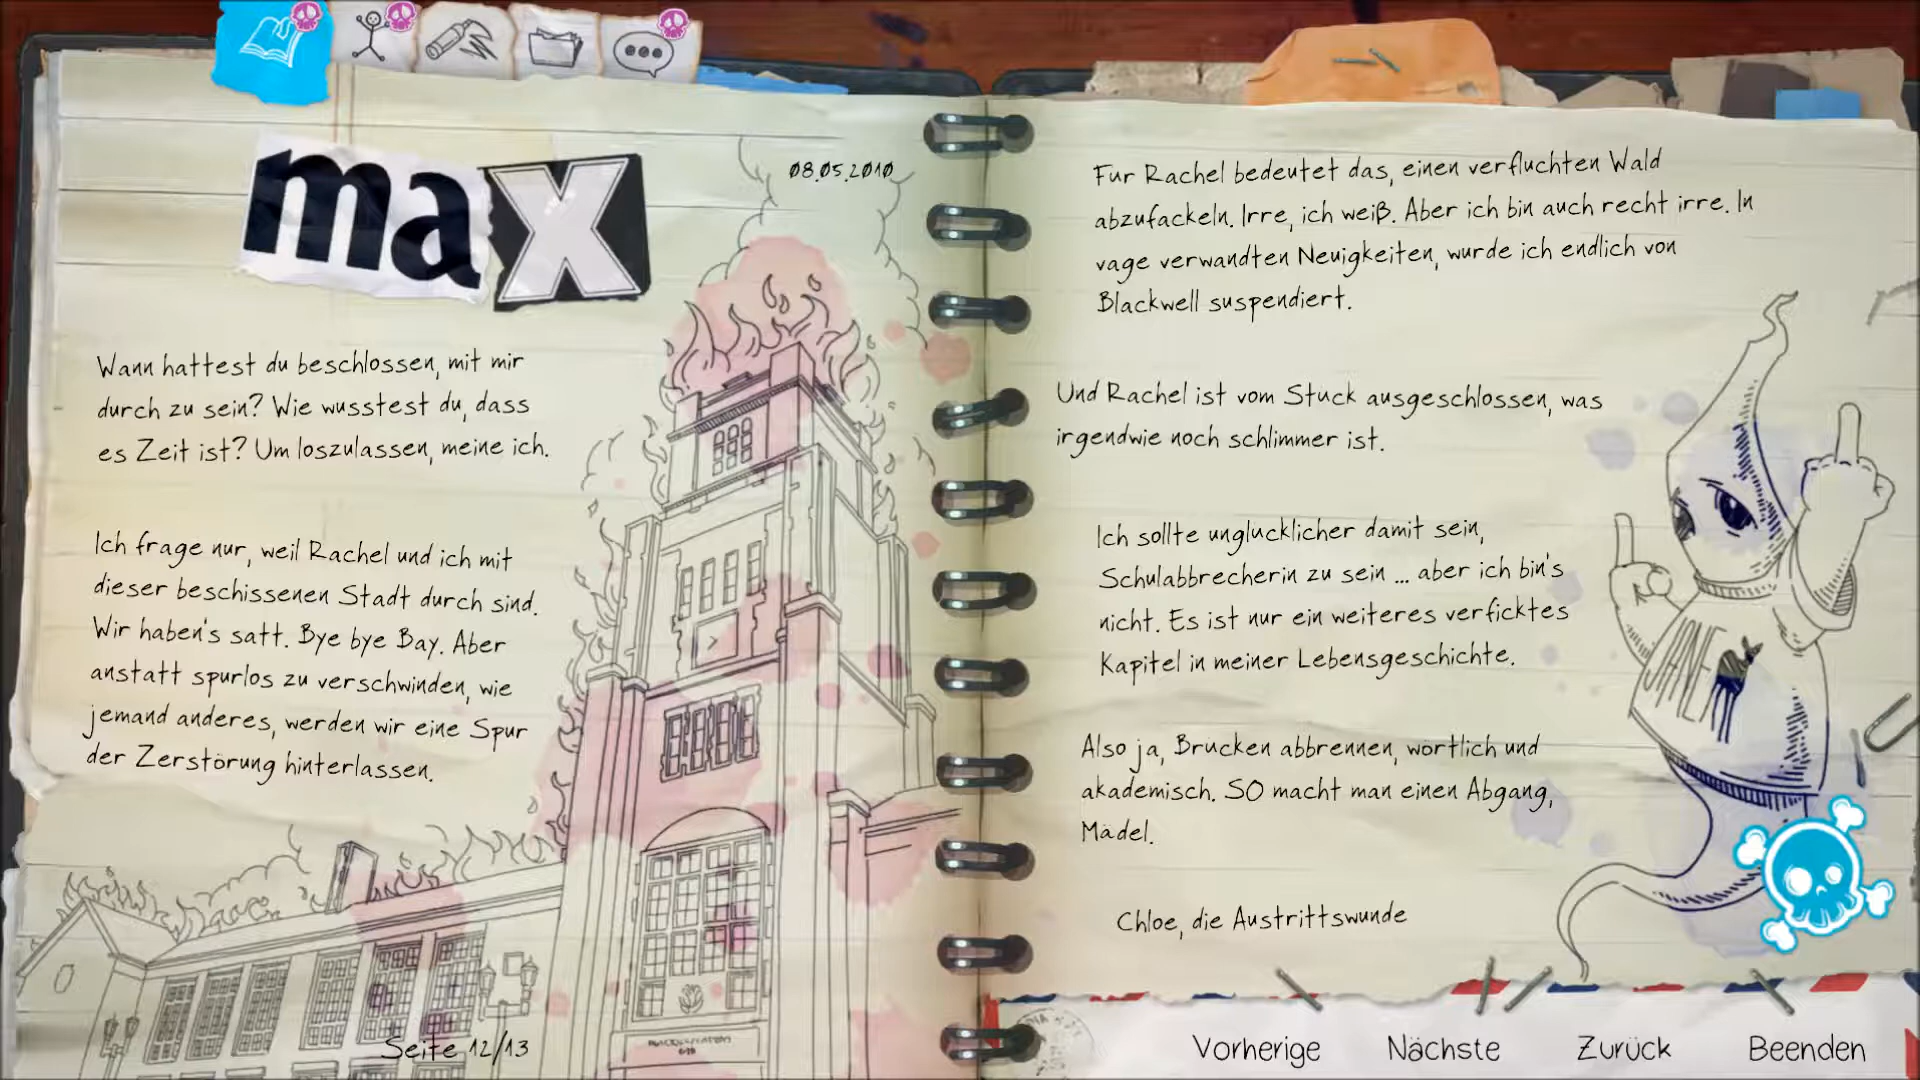 max
08.05.2010
Wann hattest du beschlossen, mit mir
durch zu sein? Wie wusstest du, dass
es Zeit ist? Um loszulassen, meine ich.
Ich frage nur, weil Rachel und ich mit
dieser beschissenen Stadt durch sind.
Wir haben's satt. Bye bye Bay. Aber
anstatt spurlos zu verschwinden, wie
jemand anderes, werden wir eine Spur
der Zerstörung hinterlassen.
Seite 12/13
Fur Rachel bedeutet das, einen verfluchten Wald
abzufackeln. Irre, ich weiß. Aber ich bin auch recht irre. In
vage verwandten Neuigkeiten, wurde ich endlich von
Blackwell suspendiert.
Und Rachel ist vom Stuck ausgeschlossen, was
irgendwie noch schlimmer ist.
Ich sollte unglucklicher damit sein,
Schulabbrecherin zu sein ... aber ich bin's
nicht. Es ist nur ein weiteres verficktes
Kapitel in meiner Lebensgeschichte.
Also ja, Brucken abbrennen, wortlich und
akademisch. SO macht man einen Abgang,
Madel.
Chloe, die Austrittswunde
JANE
Vorherige
Nächste
Zurück
Beenden